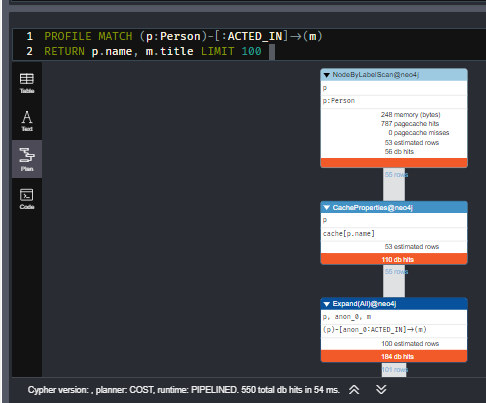 1 PROFILE MATCH (p:Person)-[:ACTED_IN]→(m)
2 RETURN p.name, m.title LIMIT 100
Table
Text
Plan
Code
NodeByLabelScan@neo4j
p
p:Person
248 memory (bytes)
787 pagecache hits
0 pagecache misses
53 estimated rows
56 db hits
55 rows
CacheProperties@neo4j
p
cache[p.name]
53 estimated rows
110 db hits
55 rows
Expand(All)@neo4j
p, anon_0, m
(p)-[anon_0:ACTED_IN]→(m)
100 estimated rows
184 db hits
101 rows
Cypher version: , planner: COST, runtime: PIPELINED. 550 total db hits in 54 ms.